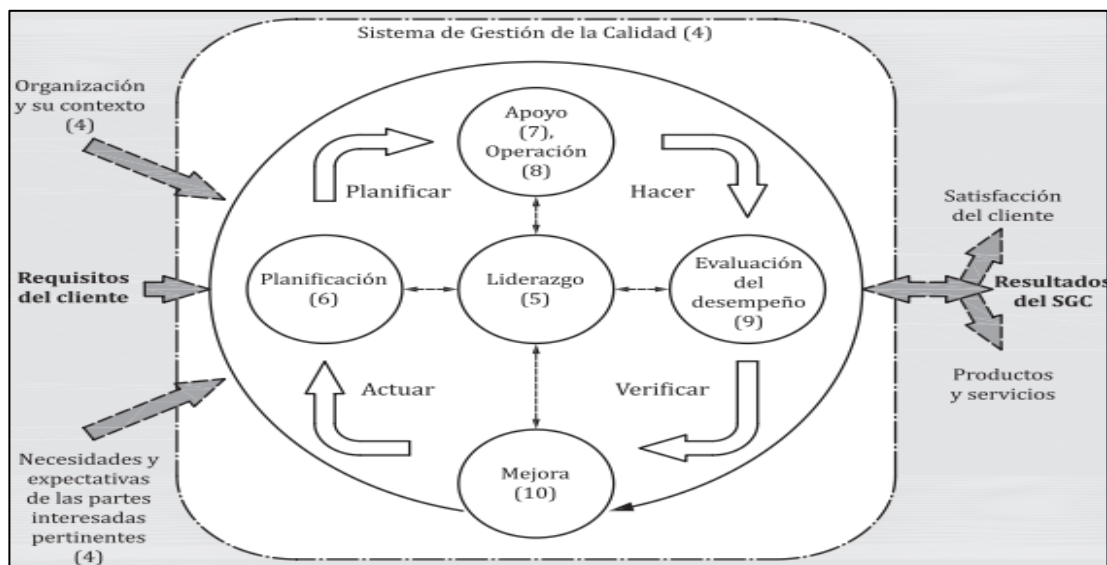 Sistema de Gestión de la Calidad (4)
Organización
y su contexto
(4)
Requisitos
del cliente
Necesidades y
expectativas
de las partes
interesadas
pertinentes
(4)
Planificar
Apoyo
(7),
Operación
(8)
Hacer
Planificación
(6)
Liderazgo
(5)
Evaluación
del
desempeño
(9)
Actuar
Verificar
Mejora
(10)
Satisfacción
del cliente
Resultados
del SGC
Productos
y servicios